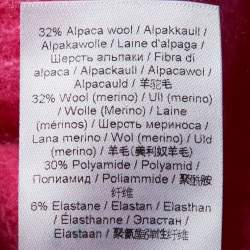 32% Alpaca wool / Alpakkaull /
Alpakawolle / Laine d'alpaga /
Шерсть альпаки / Fibra di
alpaca / Alpackaull / Alpacawol /
Alpacauld / 羊驼毛
32% Wool (merino) / Ull (merino)
/ Wolle (Merino) / Laine
(mérinos) / Шерсть мериноса /
Lana merino / Wol (merino) / Uld
(merino) / 羊毛(美利奴羊毛)
30% Polyamide / Polyamid /
Полиамид / Poliammide / 聚酰胺
纤维
6% Elastane / Elastan / Elasthan
/ Élasthanne / Эластан /
Elastaan / 聚氨酯弹性纤维